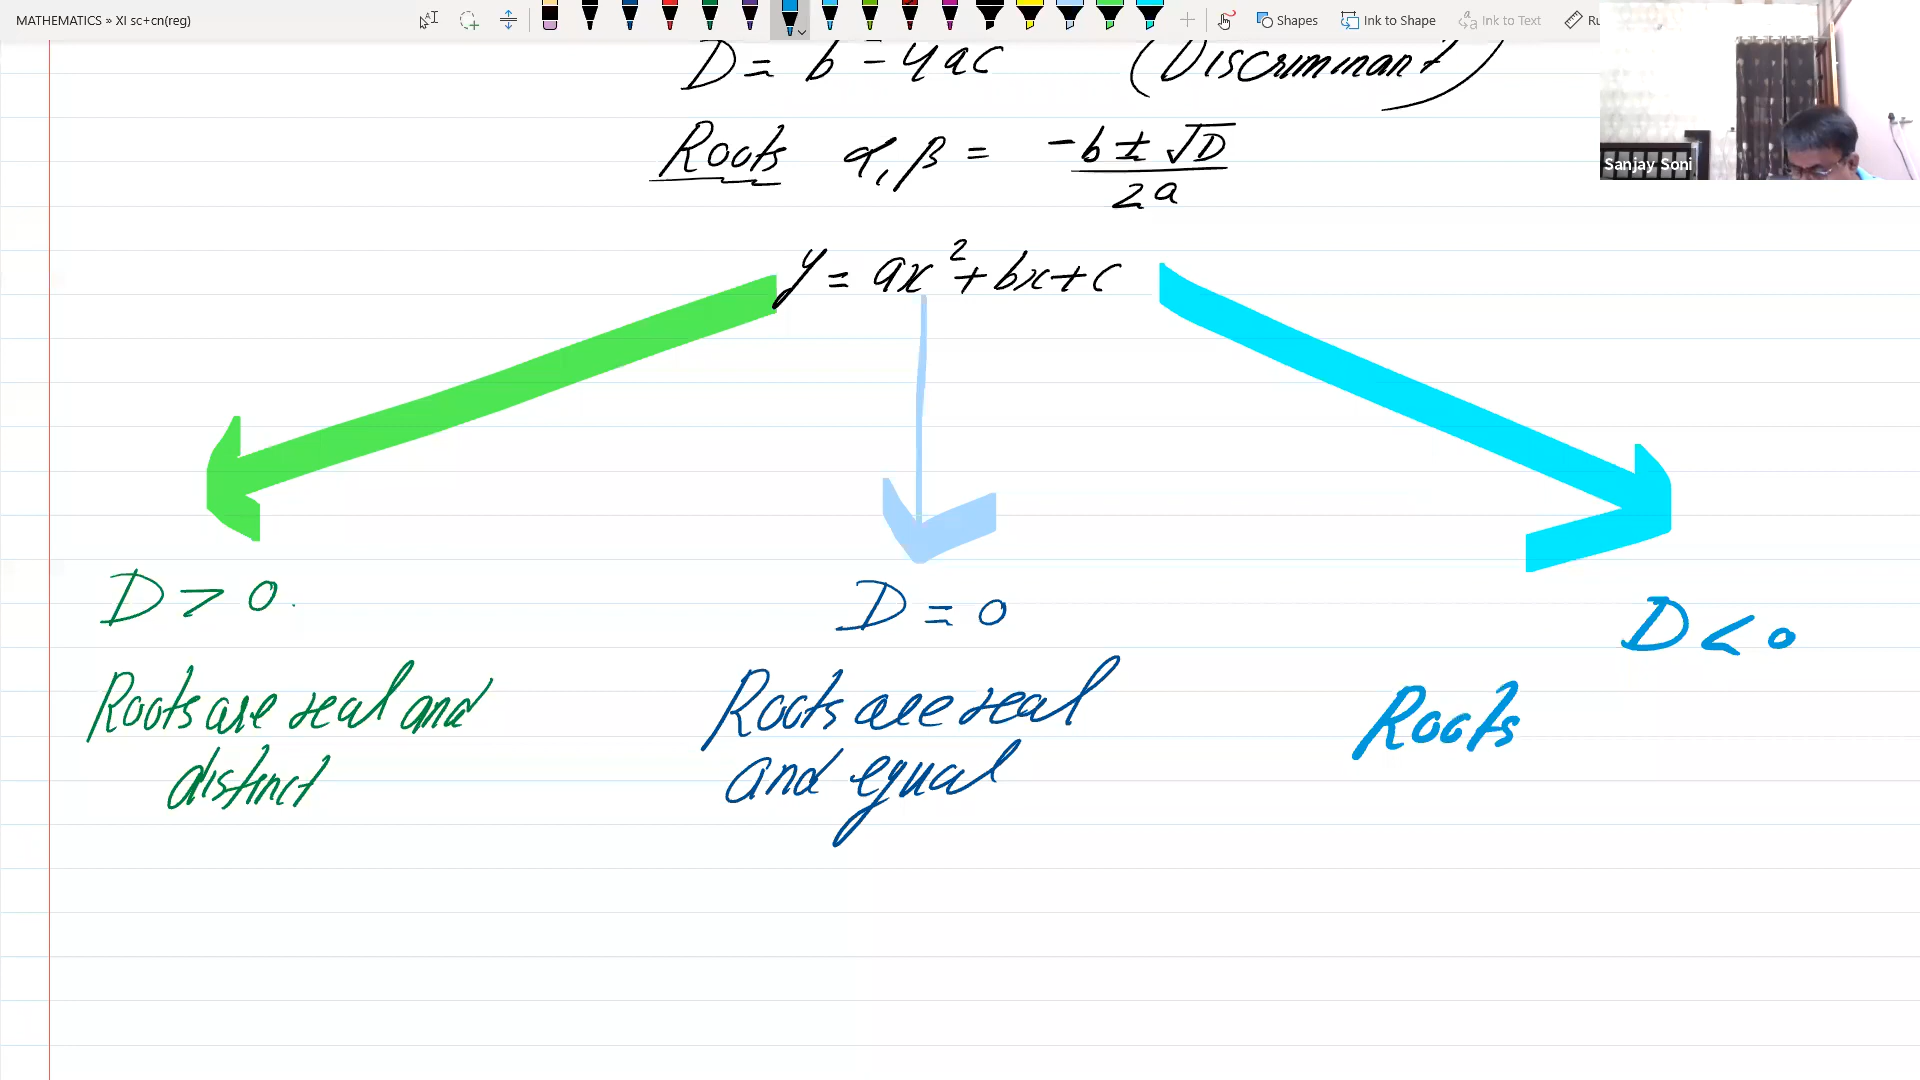 MATHEMATICS » XI sc+cn(reg)
Shapes
Ink to Shape
Ink to Text
Ru
D = b - 4ac (Discriminant)
Sanjay Soni
Roots α, β = -b ± √D / 2a
y = ax² + bx + c
D > 0.
D = 0
D < 0
Roots are real and
distinct
Roots are real
and equal
Roots